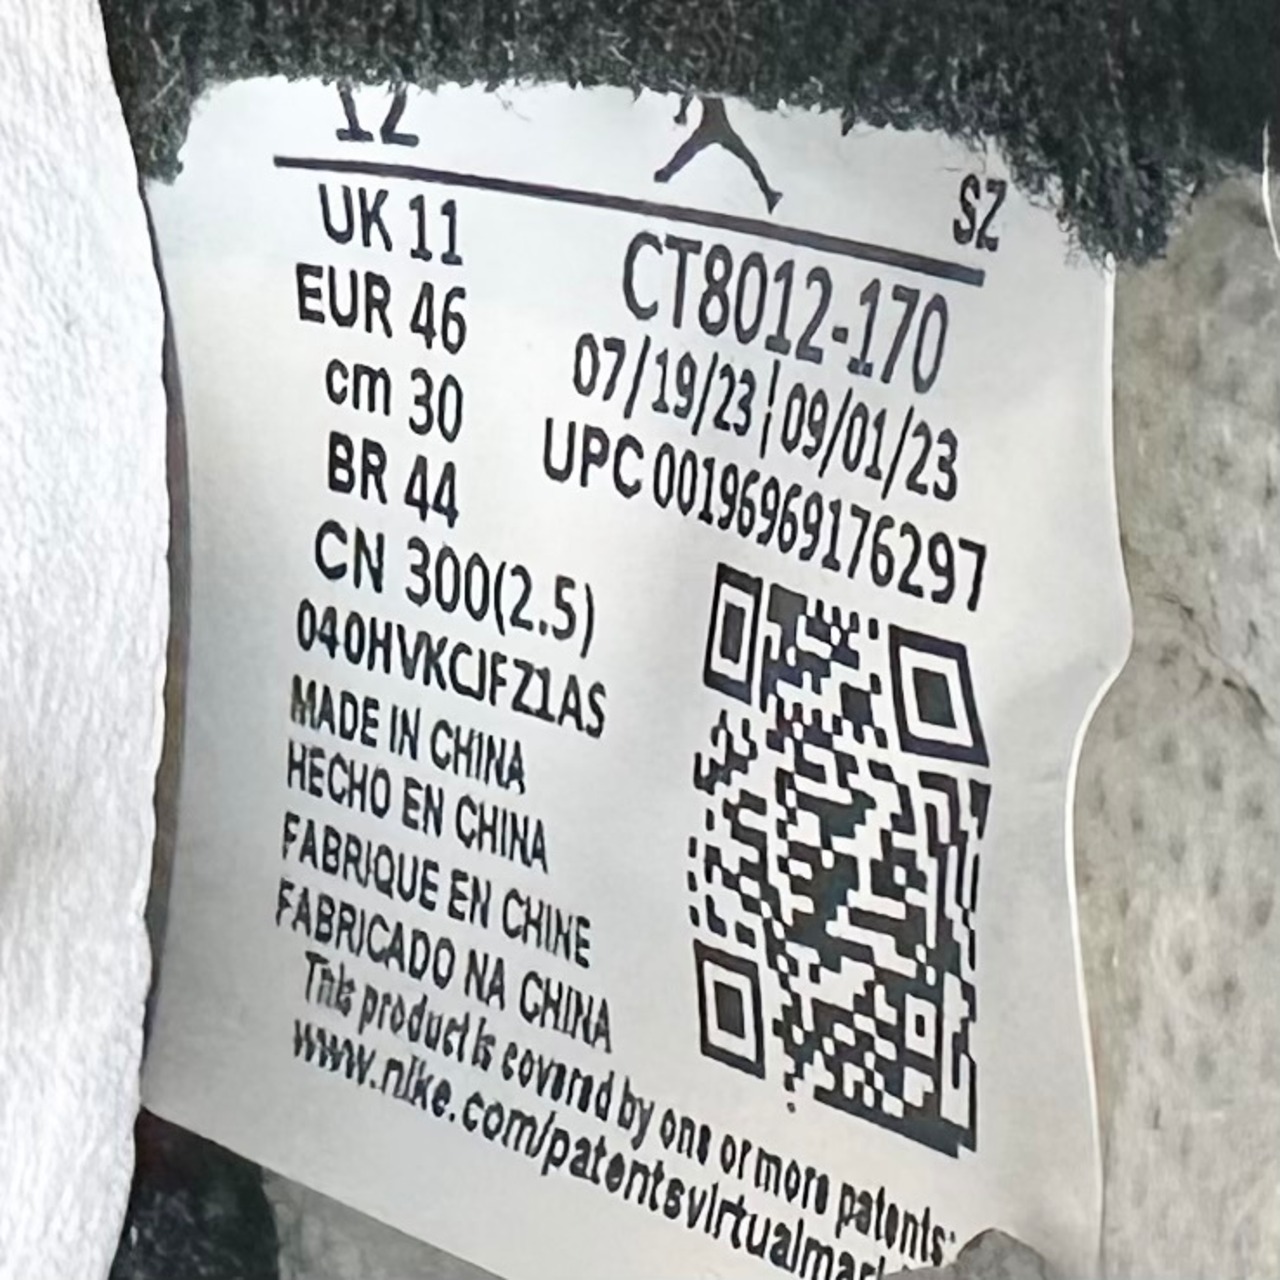 12
SZ
UK 11
CT8012-170
EUR 46
07/19/23 | 09/01/23
cm 30
UPC 00196969176297
BR 44
CN 300(2.5)
040HVKCJFZ1AS
MADE IN CHINA
HECHO EN CHINA
FABRIQUE EN CHINE
FABRICADO NA CHINA
This product is covered by one or more patents:
www.nike.com/patentsvirtualmar